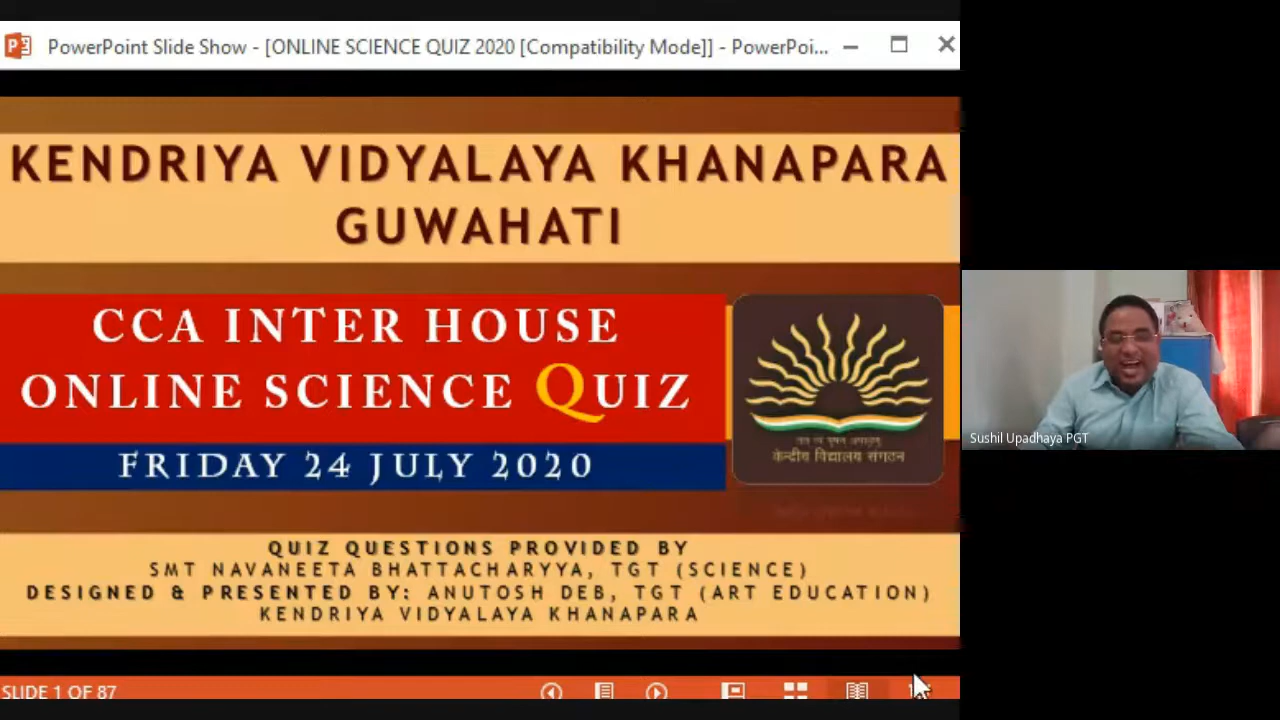 PowerPoint Slide Show - [ONLINE SCIENCE QUIZ 2020 [Compatibility Mode]] - PowerPoi...
KENDRIYA VIDYALAYA KHANAPARA
GUWAHATI
CCA INTER HOUSE
ONLINE SCIENCE QUIZ
FRIDAY 24 JULY 2020
केन्द्रीय विद्यालय संगठन
QUIZ QUESTIONS PROVIDED BY
SMT NAVANEETA BHATTACHARYYA, TGT (SCIENCE)
DESIGNED & PRESENTED BY: ANUTOSH DEB, TGT (ART EDUCATION)
KENDRIYA VIDYALAYA KHANAPARA
SLIDE 1 OF 87
Sushil Upadhaya PGT